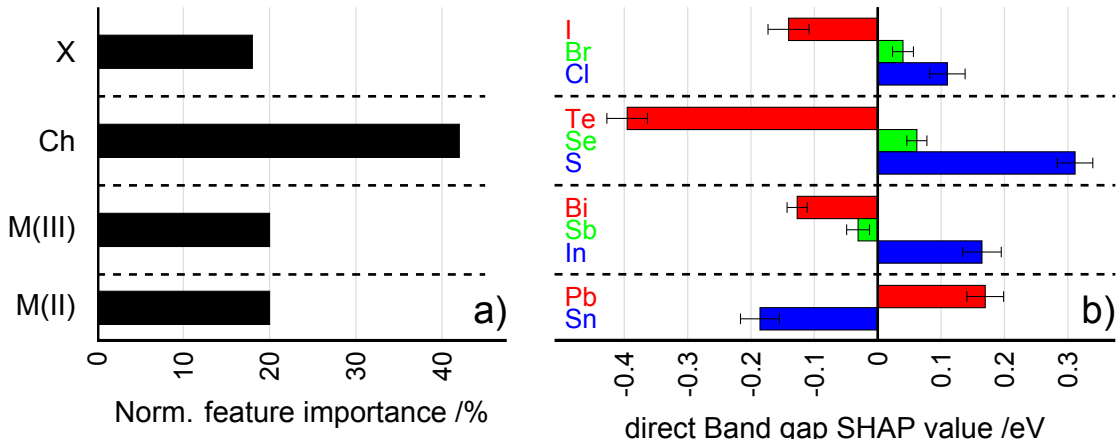 X
Ch
M(III)
M(II)
a)
0
20
40
Norm. feature importance /%
I
Br
Cl
Te
Se
S
Bi
Sb
In
Pb
Sn
b)
-0.4
-0.3
-0.2
-0.1
0
0.1
0.2
0.3
direct Band gap SHAP value /eV